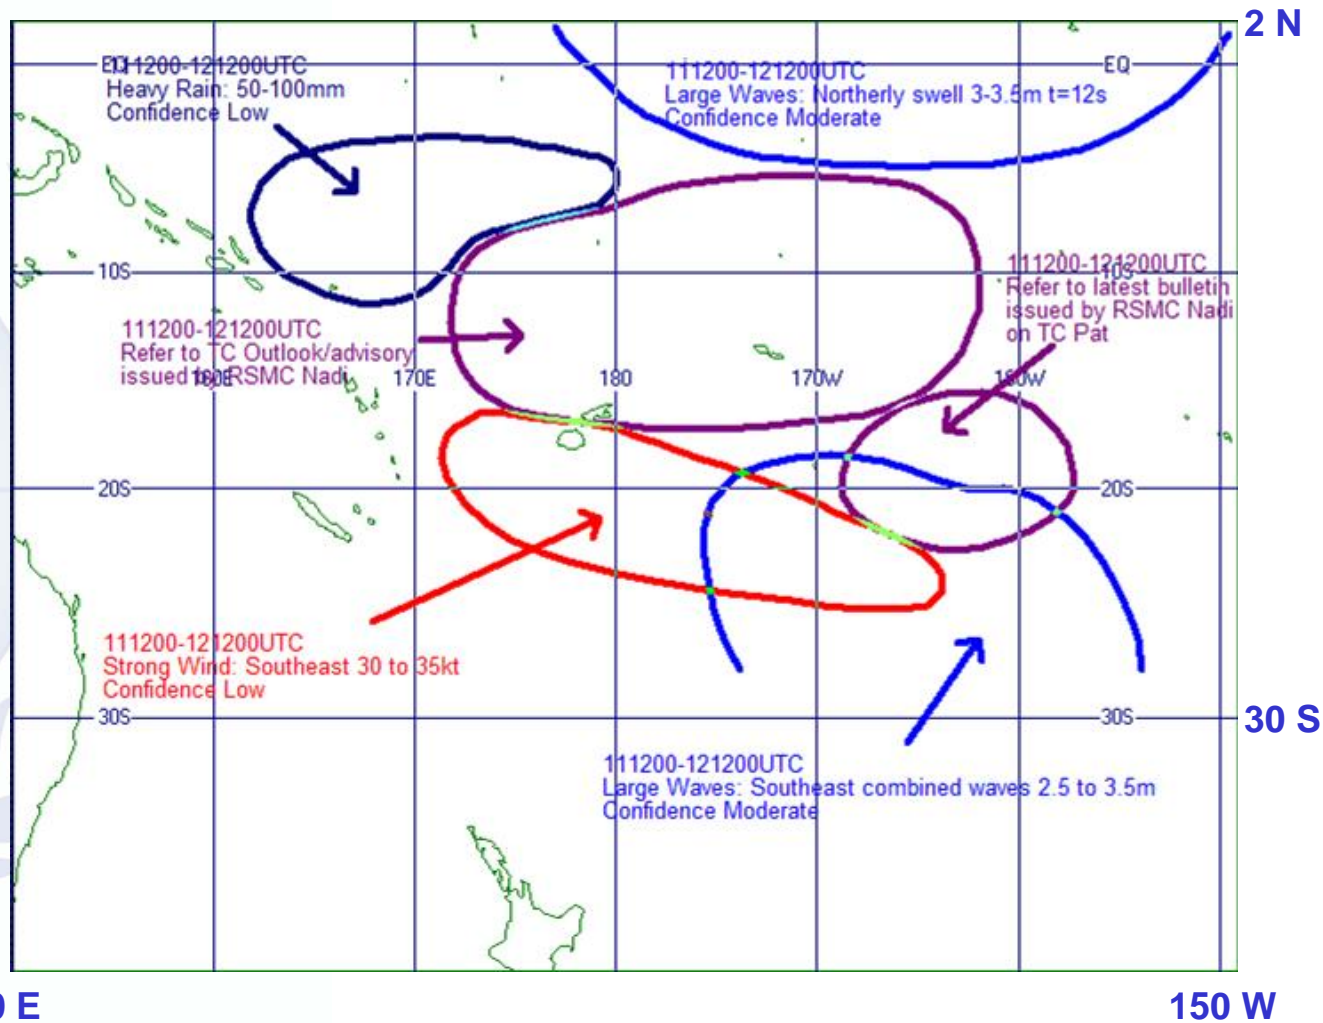 2 N
EQ
111200-121200UTC
Heavy Rain: 50-100mm
Confidence Low
111200-121200UTC
Large Waves: Northerly swell 3-3.5m t=12s
Confidence Moderate
EQ
10S
10S
111200-121200UTC
Refer to latest bulletin
issued by RSMC Nadi
on TC Pat
111200-121200UTC
Refer to TC Outlook/advisory
issued by RSMC Nadi
160E
170E
180
170W
160W
20S
20S
111200-121200UTC
Strong Wind: Southeast 30 to 35kt
Confidence Low
30S
30S
30 S
111200-121200UTC
Large Waves: Southeast combined waves 2.5 to 3.5m
Confidence Moderate
0 E
150 W